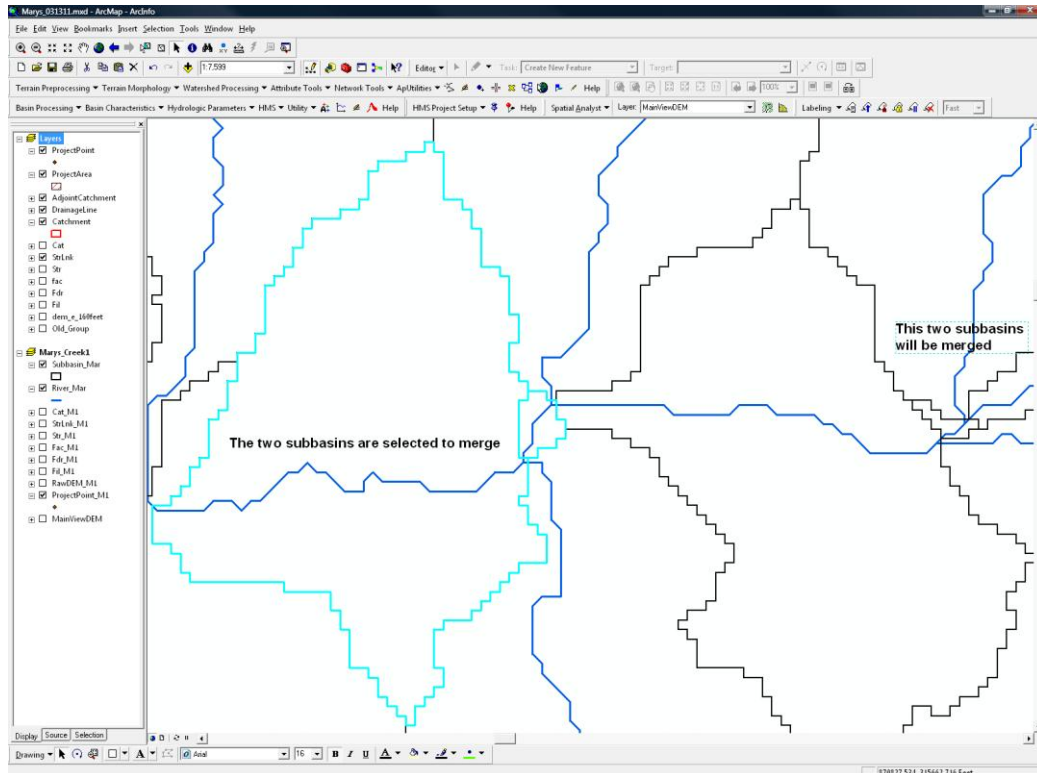 Marys_031311.mxd - ArcMap - ArcInfo
File Edit View Bookmarks Insert Selection Tools Window Help
1:7,599 Editor Task: Create New Feature Target:
Terrain Preprocessing Terrain Morphology Watershed Processing Attribute Tools Network Tools ApUtilities Help 100%
Basin Processing Basin Characteristics Hydrologic Parameters HMS Utility Help HMS Project Setup Help Spatial Analyst Layer: MainViewDEM Labeling Fast
Layers
ProjectPoint
ProjectArea
AdjointCatchment
DrainageLine
Catchment
Cat
StrLnk
Str
fac
Fdr
Fil
dem_e_160feet
Old_Group
Marys_Creek1
Subbasin_Mar
River_Mar
Cat_M1
StrLnk_M1
Str_M1
Fac_M1
Fdr_M1
Fil_M1
RawDEM_M1
ProjectPoint_M1
MainViewDEM
This two subbasins
will be merged
The two subbasins are selected to merge
Display Source Selection
Drawing A Arial 16 B I U A